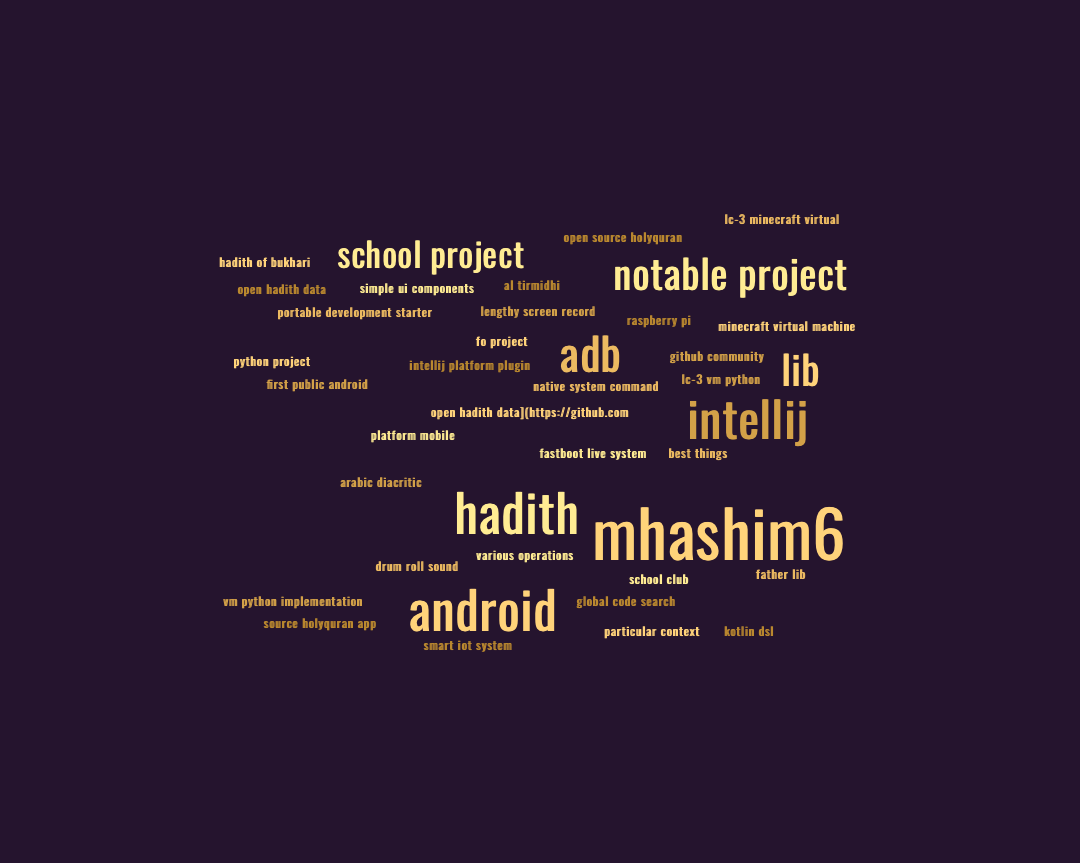 lc-3 minecraft virtual
open source holyquran
school project
hadith of bukhari
notable project
open hadith data
simple ui components
al tirmidhi
portable development starter
lengthy screen record
raspberry pi
minecraft virtual machine
fo project
adb
python project
intellij platform plugin
github community
lib
first public android
native system command
lc-3 vm python
open hadith data](https://github.com
intellij
platform mobile
fastboot live system
best things
arabic diacritic
hadith
mhashim6
various operations
drum roll sound
school club
father lib
vm python implementation
android
global code search
source holyquran app
particular context
kotlin dsl
smart iot system